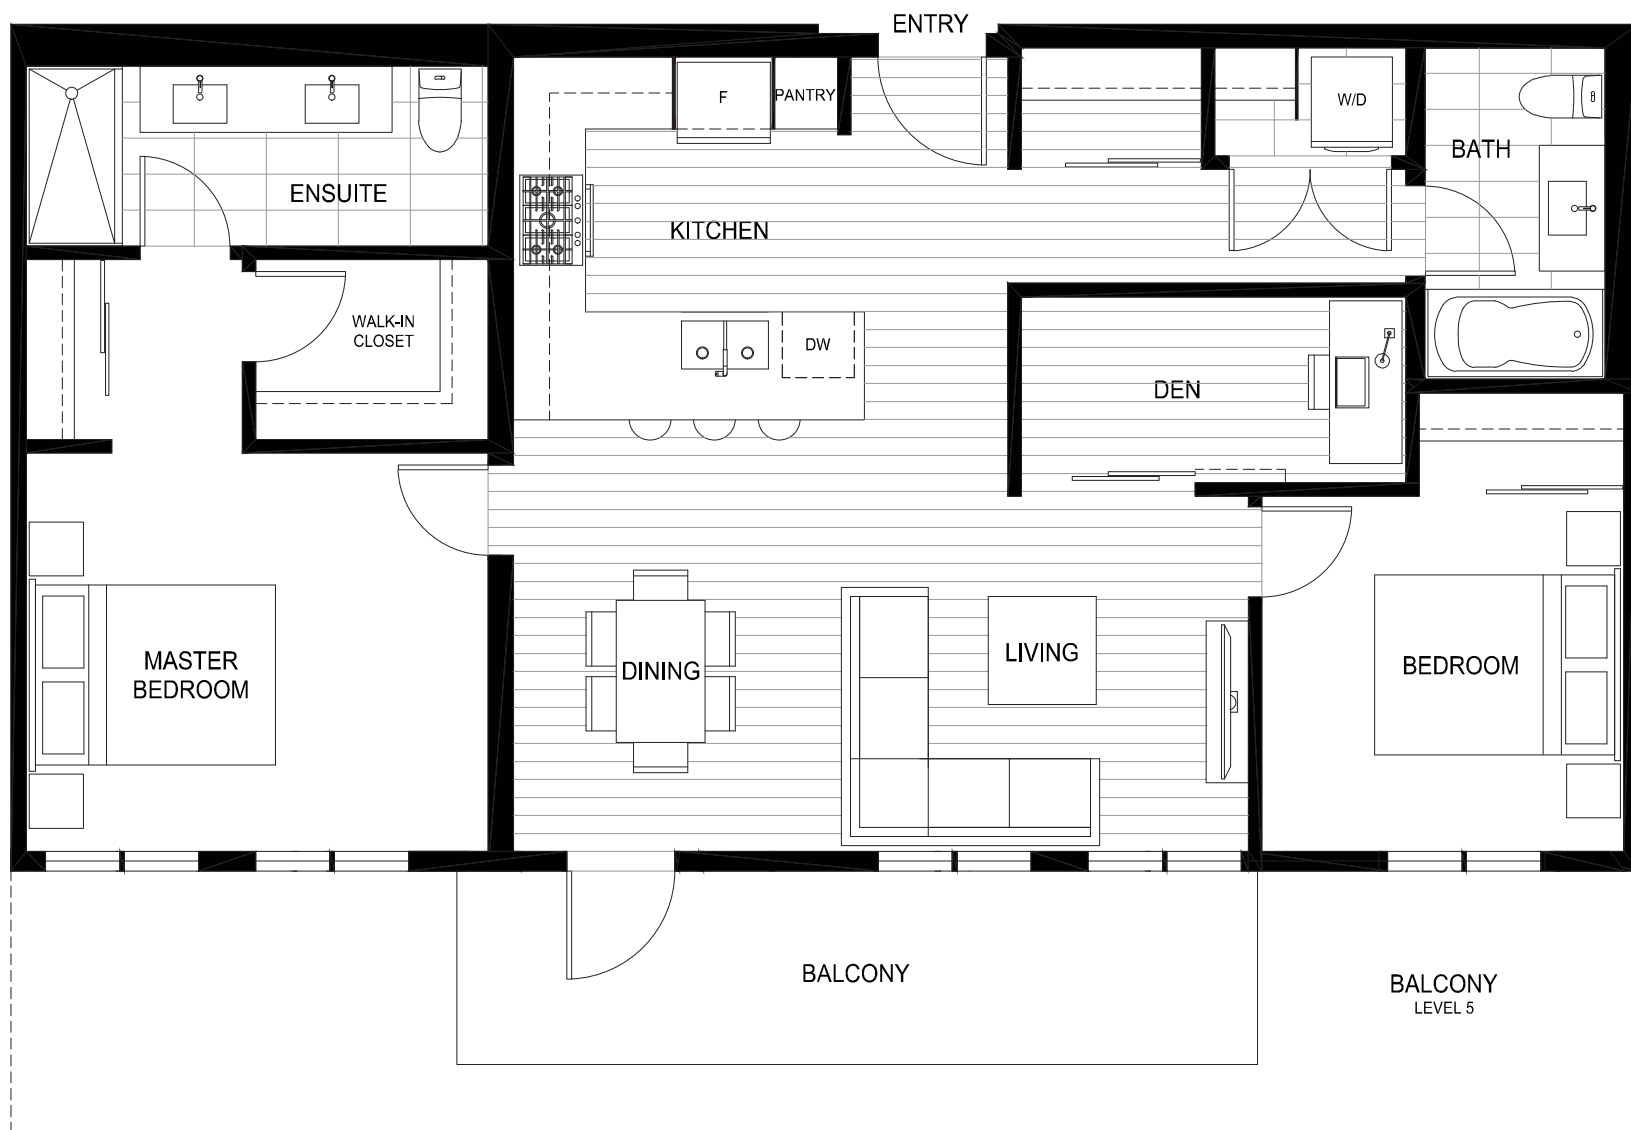 ENTRY
F
PANTRY
W/D
BATH
ENSUITE
KITCHEN
WALK-IN
CLOSET
DW
DEN
MASTER
BEDROOM
DINING
LIVING
BEDROOM
BALCONY
BALCONY
LEVEL 5